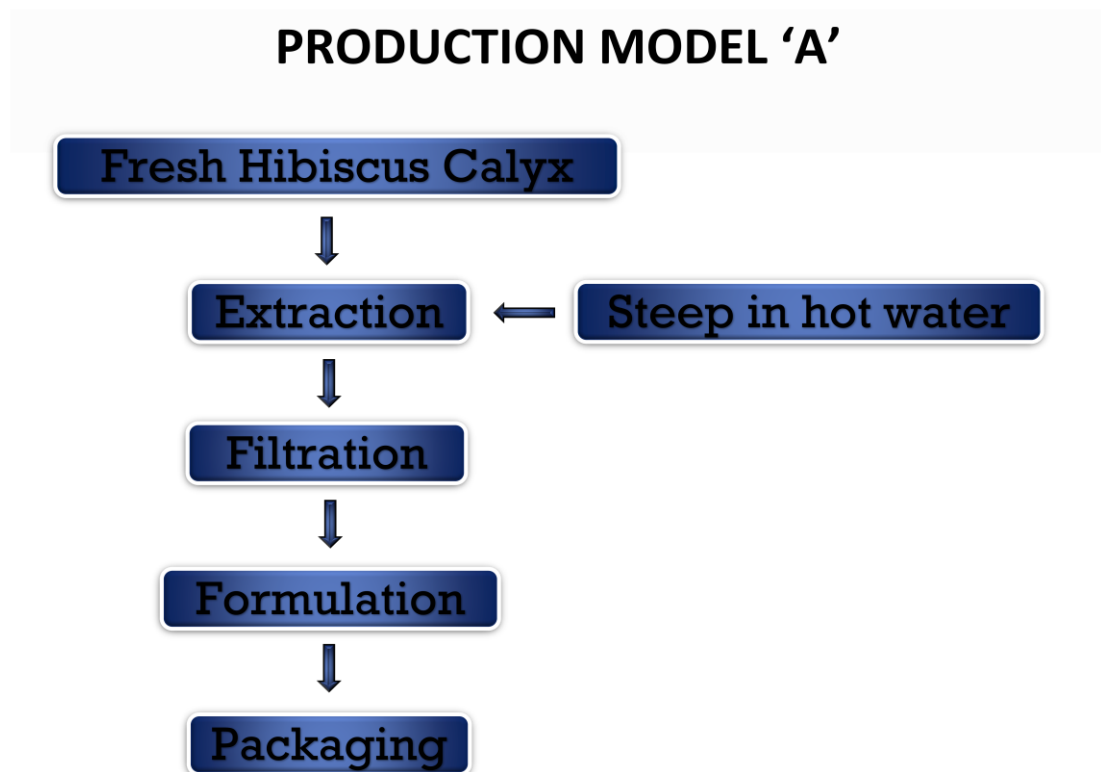 PRODUCTION MODEL ‘A’
Fresh Hibiscus Calyx
Extraction
Steep in hot water
Filtration
Formulation
Packaging